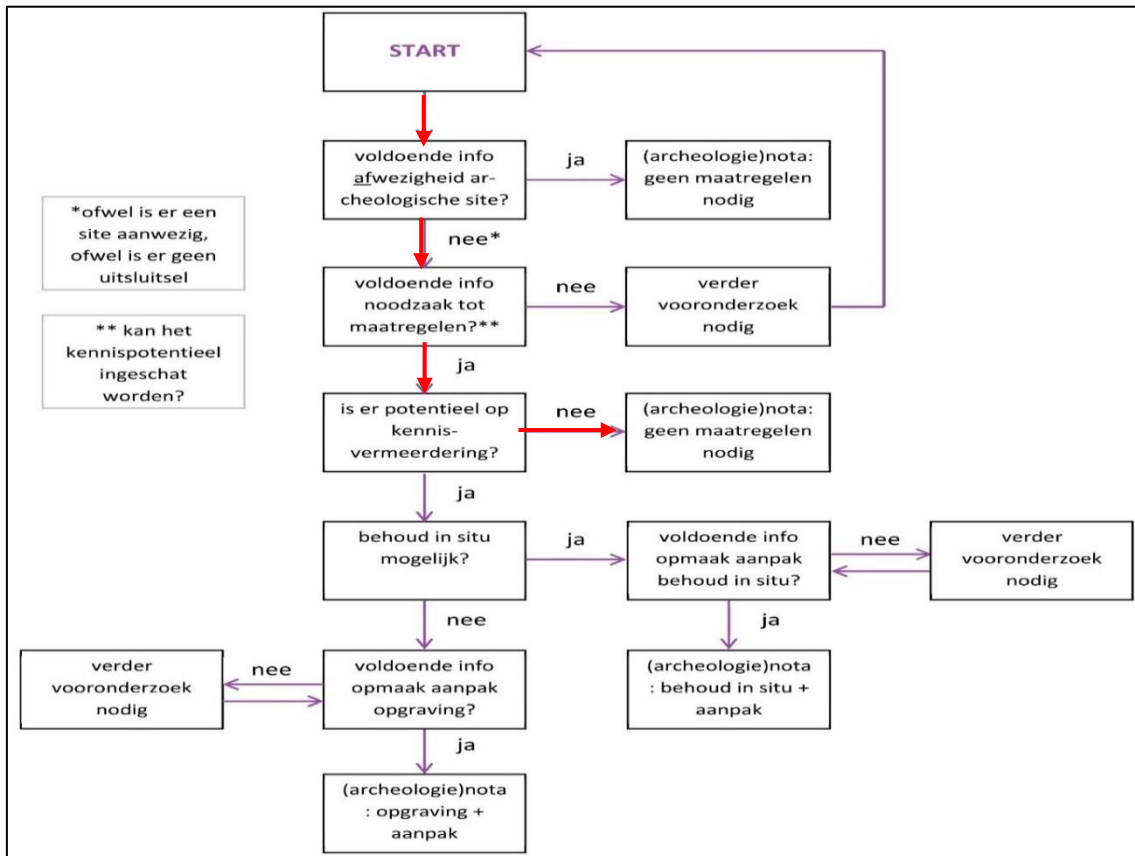 START
voldoende info
afwezigheid ar-
cheologische site?
ja
(archeologie)nota:
geen maatregelen
nodig
*ofwel is er een
site aanwezig,
ofwel is er geen
uitsluitsel
nee*
voldoende info
noodzaak tot
maatregelen?**
nee
verder
vooronderzoek
nodig
** kan het
kennispotentieel
ingeschat
worden?
ja
is er potentieel op
kennis-
vermeerdering?
nee
(archeologie)nota:
geen maatregelen
nodig
ja
behoud in situ
mogelijk?
ja
voldoende info
opmaak aanpak
behoud in situ?
nee
verder
vooronderzoek
nodig
nee
ja
verder
vooronderzoek
nodig
nee
voldoende info
opmaak aanpak
opgraving?
(archeologie)nota
: behoud in situ +
aanpak
ja
(archeologie)nota
: opgraving +
aanpak